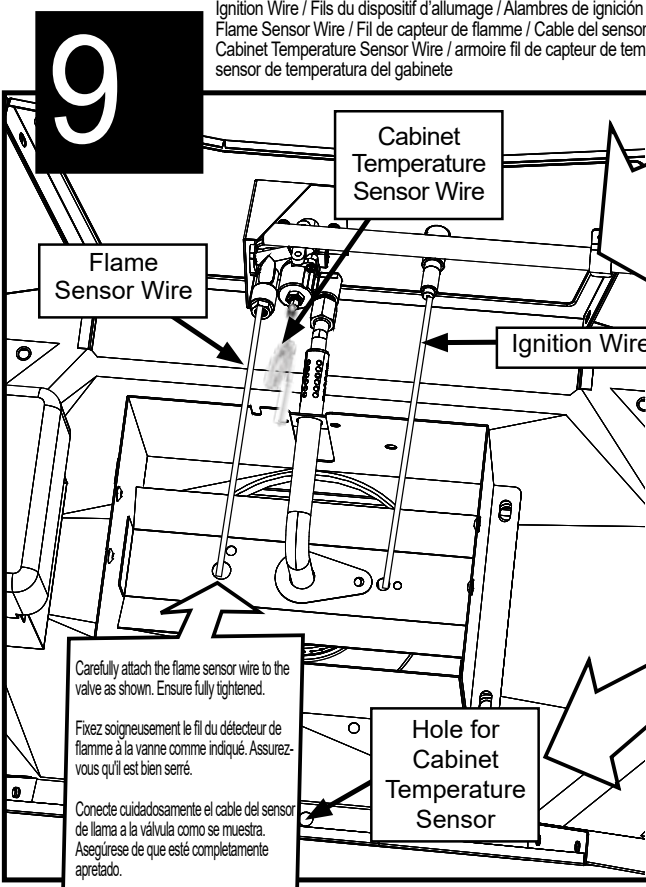 9
Ignition Wire / Fils du dispositif d'allumage / Alambres de ignición
Flame Sensor Wire / Fil de capteur de flamme / Cable del sensor
Cabinet Temperature Sensor Wire / armoire fil de capteur de tem
sensor de temperatura del gabinete
Cabinet
Temperature
Sensor Wire
Flame
Sensor Wire
Ignition Wire
Carefully attach the flame sensor wire to the
valve as shown. Ensure fully tightened.
Fixez soigneusement le fil du détecteur de
flamme à la vanne comme indiqué. Assurez-
vous qu'il est bien serré.
Conecte cuidadosamente el cable del sensor
de llama a la válvula como se muestra.
Asegúrese de que esté completamente
apretado.
Hole for
Cabinet
Temperature
Sensor